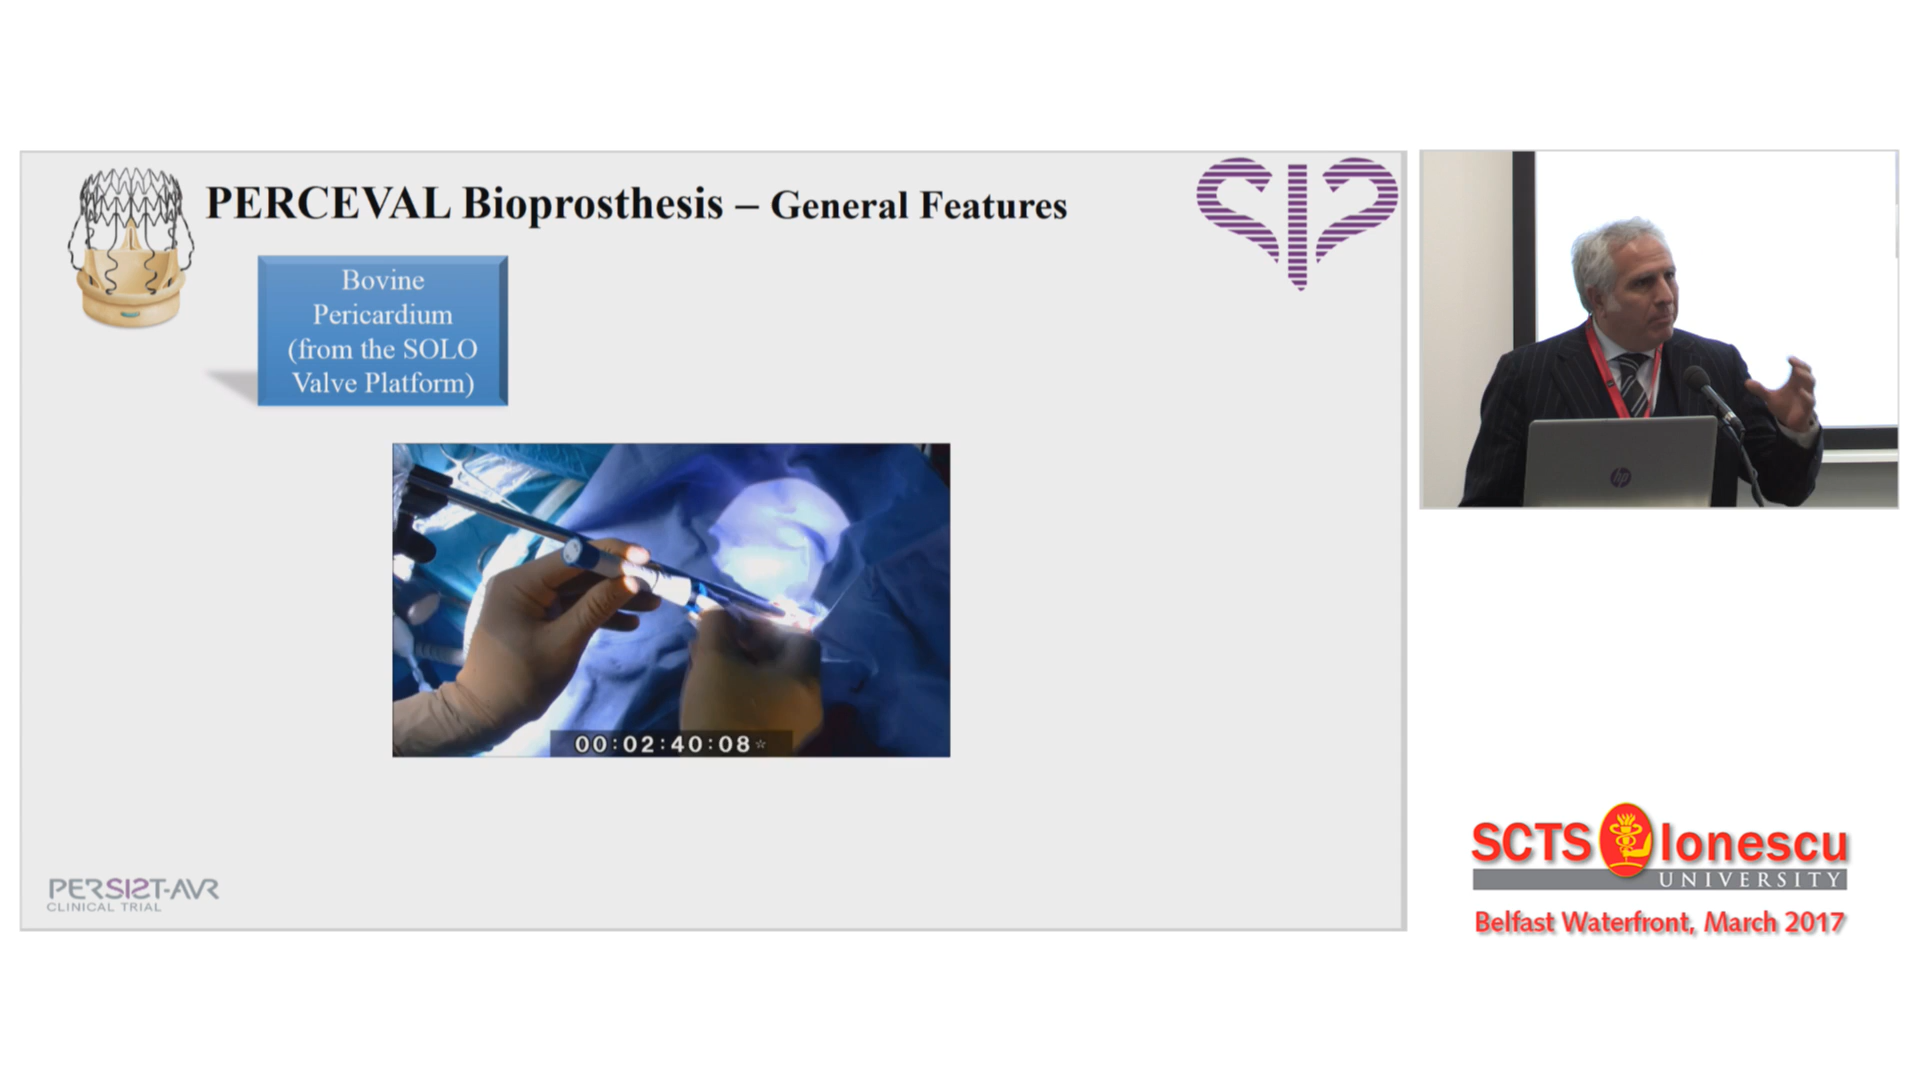 PERCEVAL Bioprosthesis – General Features
Bovine
Pericardium
(from the SOLO
Valve Platform)
00:02:40:08☆
PERSIST-AVR
CLINICAL TRIAL
hp
SCTS Ionescu
UNIVERSITY
Belfast Waterfront, March 2017